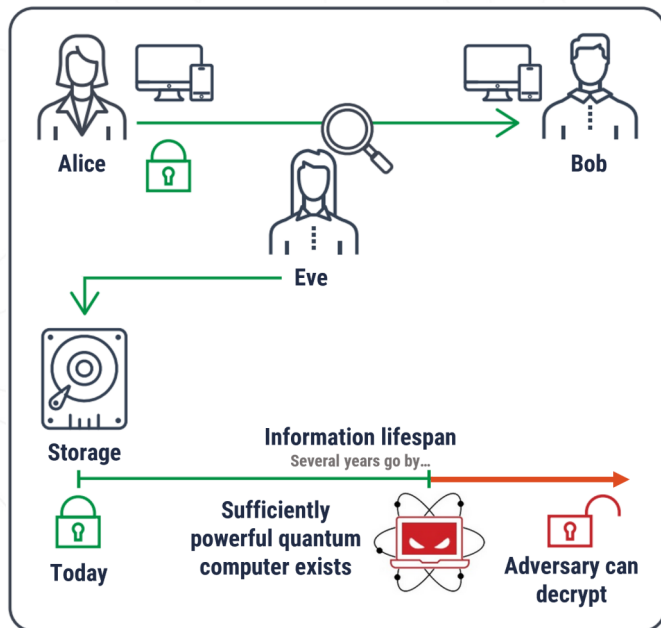 Alice
Bob
Eve
Storage
Information lifespan
Several years go by...
Today
Sufficiently
powerful quantum
computer exists
Adversary can
decrypt